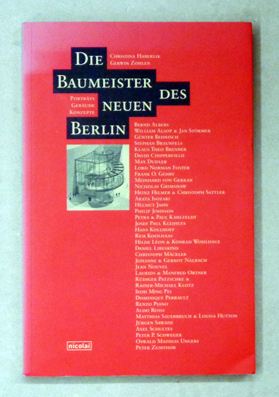 Christina Haberlik
Gerwin Zohlen
Die
Baumeister
des
neuen
Berlin
Porträts
Gebäude
Konzepte
Bernd Albers
William Alsop & Jan Störmer
Günter Behnisch
Stephan Braunfels
Klaus Theo Brenner
David Chipperfield
Max Dudler
Lord Norman Foster
Frank O. Gehry
Meinhard von Gerkan
Nicholas Grimshaw
Heinz Hilmer & Christoph Sattler
Arata Isozaki
Helmut Jahn
Philip Johnson
Petra & Paul Kahlfeldt
Josef Paul Kleihues
Hans Kollhoff
Rem Koolhaas
Hilde Léon & Konrad Wohlhage
Daniel Libeskind
Christoph Mäckler
Johanne & Gernot Nalbach
Jean Nouvel
Laurids & Manfred Ortner
Rüdiger Patzschke &
Rainer-Michael Klotz
Ieoh Ming Pei
Dominique Perrault
Renzo Piano
Aldo Rossi
Matthias Sauerbruch & Louisa Hutton
Jürgen Sawade
Axel Schultes
Peter P. Schweger
Oswald Mathias Ungers
Peter Zumthor
nicolai